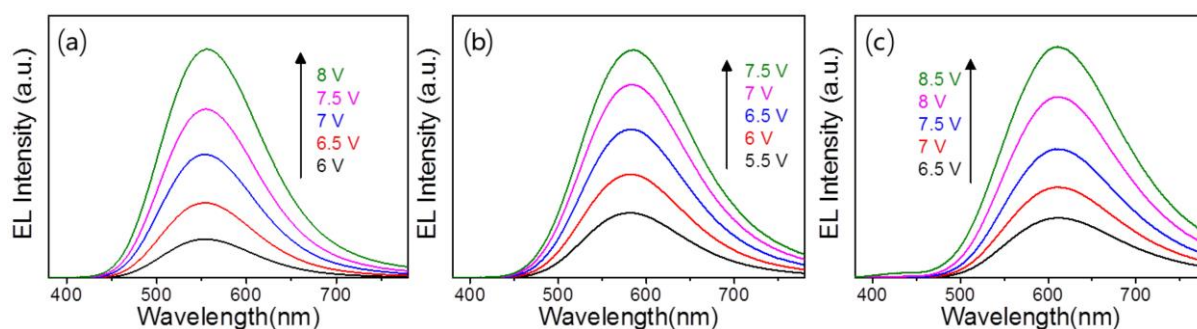 (a)
EL Intensity (a.u.)
8 V
7.5 V
7 V
6.5 V
6 V
400 500 600 700
Wavelength(nm)
(b)
EL Intensity (a.u.)
7.5 V
7 V
6.5 V
6 V
5.5 V
400 500 600 700
Wavelength(nm)
(c)
EL Intensity (a.u.)
8.5 V
8 V
7.5 V
7 V
6.5 V
400 500 600 700
Wavelength(nm)